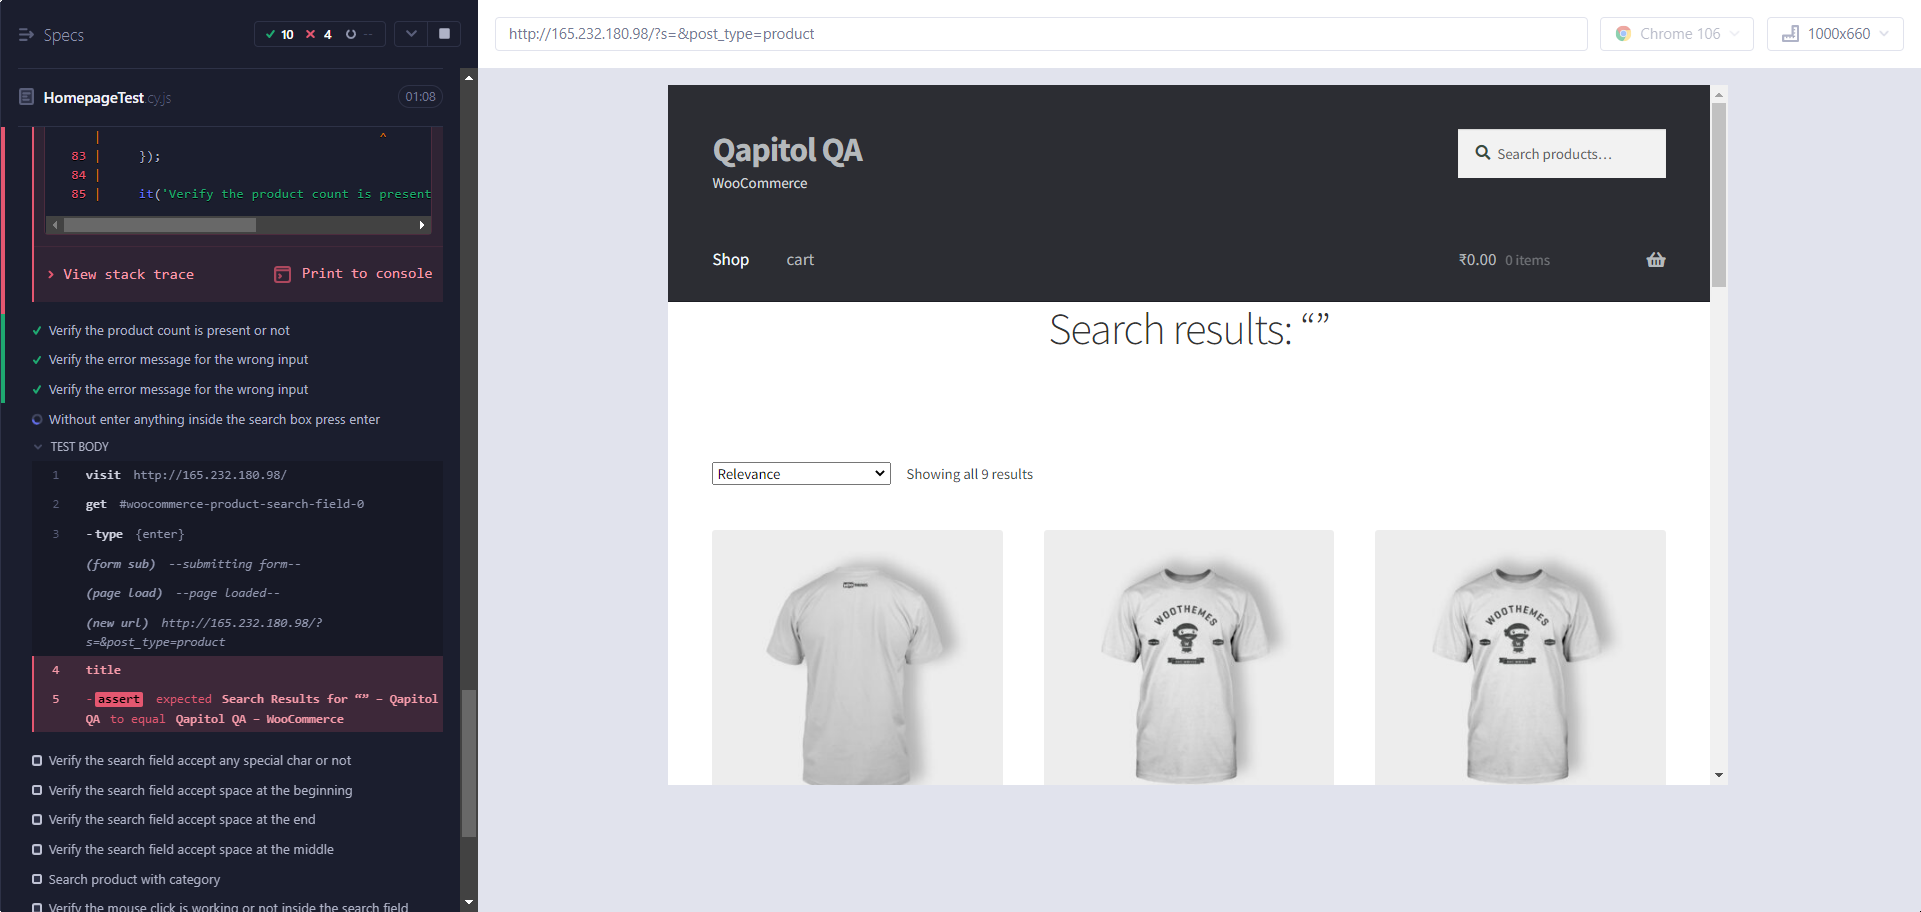 Specs
10 4 --
http://165.232.180.98/?s=&post_type=product
Chrome 106
1000x660
HomepageTest.cy.js
01:08
| ^
83 | });
84 |
85 | it('Verify the product count is present
View stack trace
Print to console
Verify the product count is present or not
Verify the error message for the wrong input
Verify the error message for the wrong input
Without enter anything inside the search box press enter
TEST BODY
1 visit http://165.232.180.98/
2 get #woocommerce-product-search-field-0
3 -type {enter}
(form sub) --submitting form--
(page load) --page loaded--
(new url) http://165.232.180.98/?
s=&post_type=product
4 title
5 -assert expected Search Results for “” – Qapitol
QA to equal Qapitol QA – WooCommerce
Verify the search field accept any special char or not
Verify the search field accept space at the beginning
Verify the search field accept space at the end
Verify the search field accept space at the middle
Search product with category
Verify the mouse click is working or not inside the search field
Qapitol QA
WooCommerce
Search products…
Shop
cart
₹0.00 0 items
Search results: “”
Relevance
Showing all 9 results
WOOTHEMES
WOOTHEMES